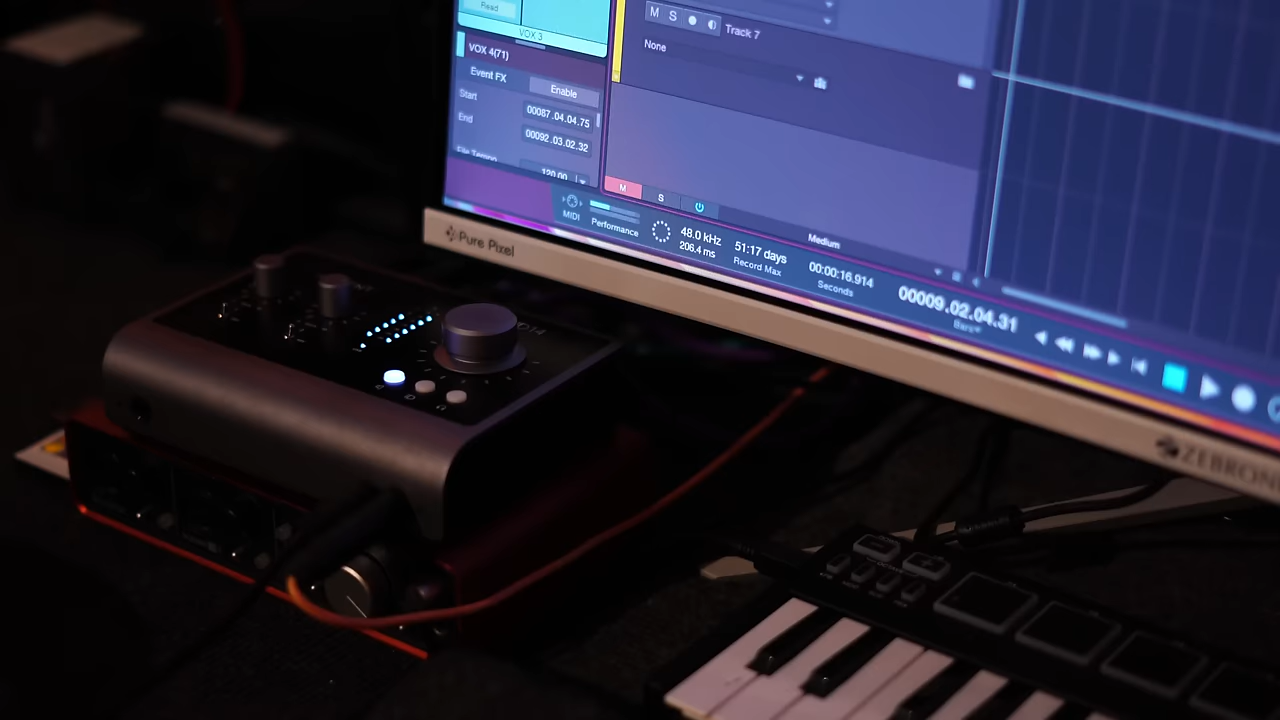 Read
VOX 3
VOX 4(71)
Event FX
Enable
Start
00087.04.04.75
End
00092.03.02.32
File Tempo
120.00
M S
Track 7
None
M
S
MIDI
Performance
48.0 kHz
206.4 ms
51:17 days
Record Max
Medium
00:00:16.914
Seconds
00009.02.04.31
Bars
Pure Pixel
ZEBRON